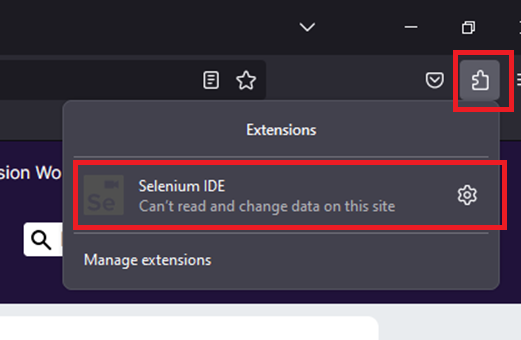 Extensions
sion Wo
Se
Selenium IDE
Can't read and change data on this site
Manage extensions